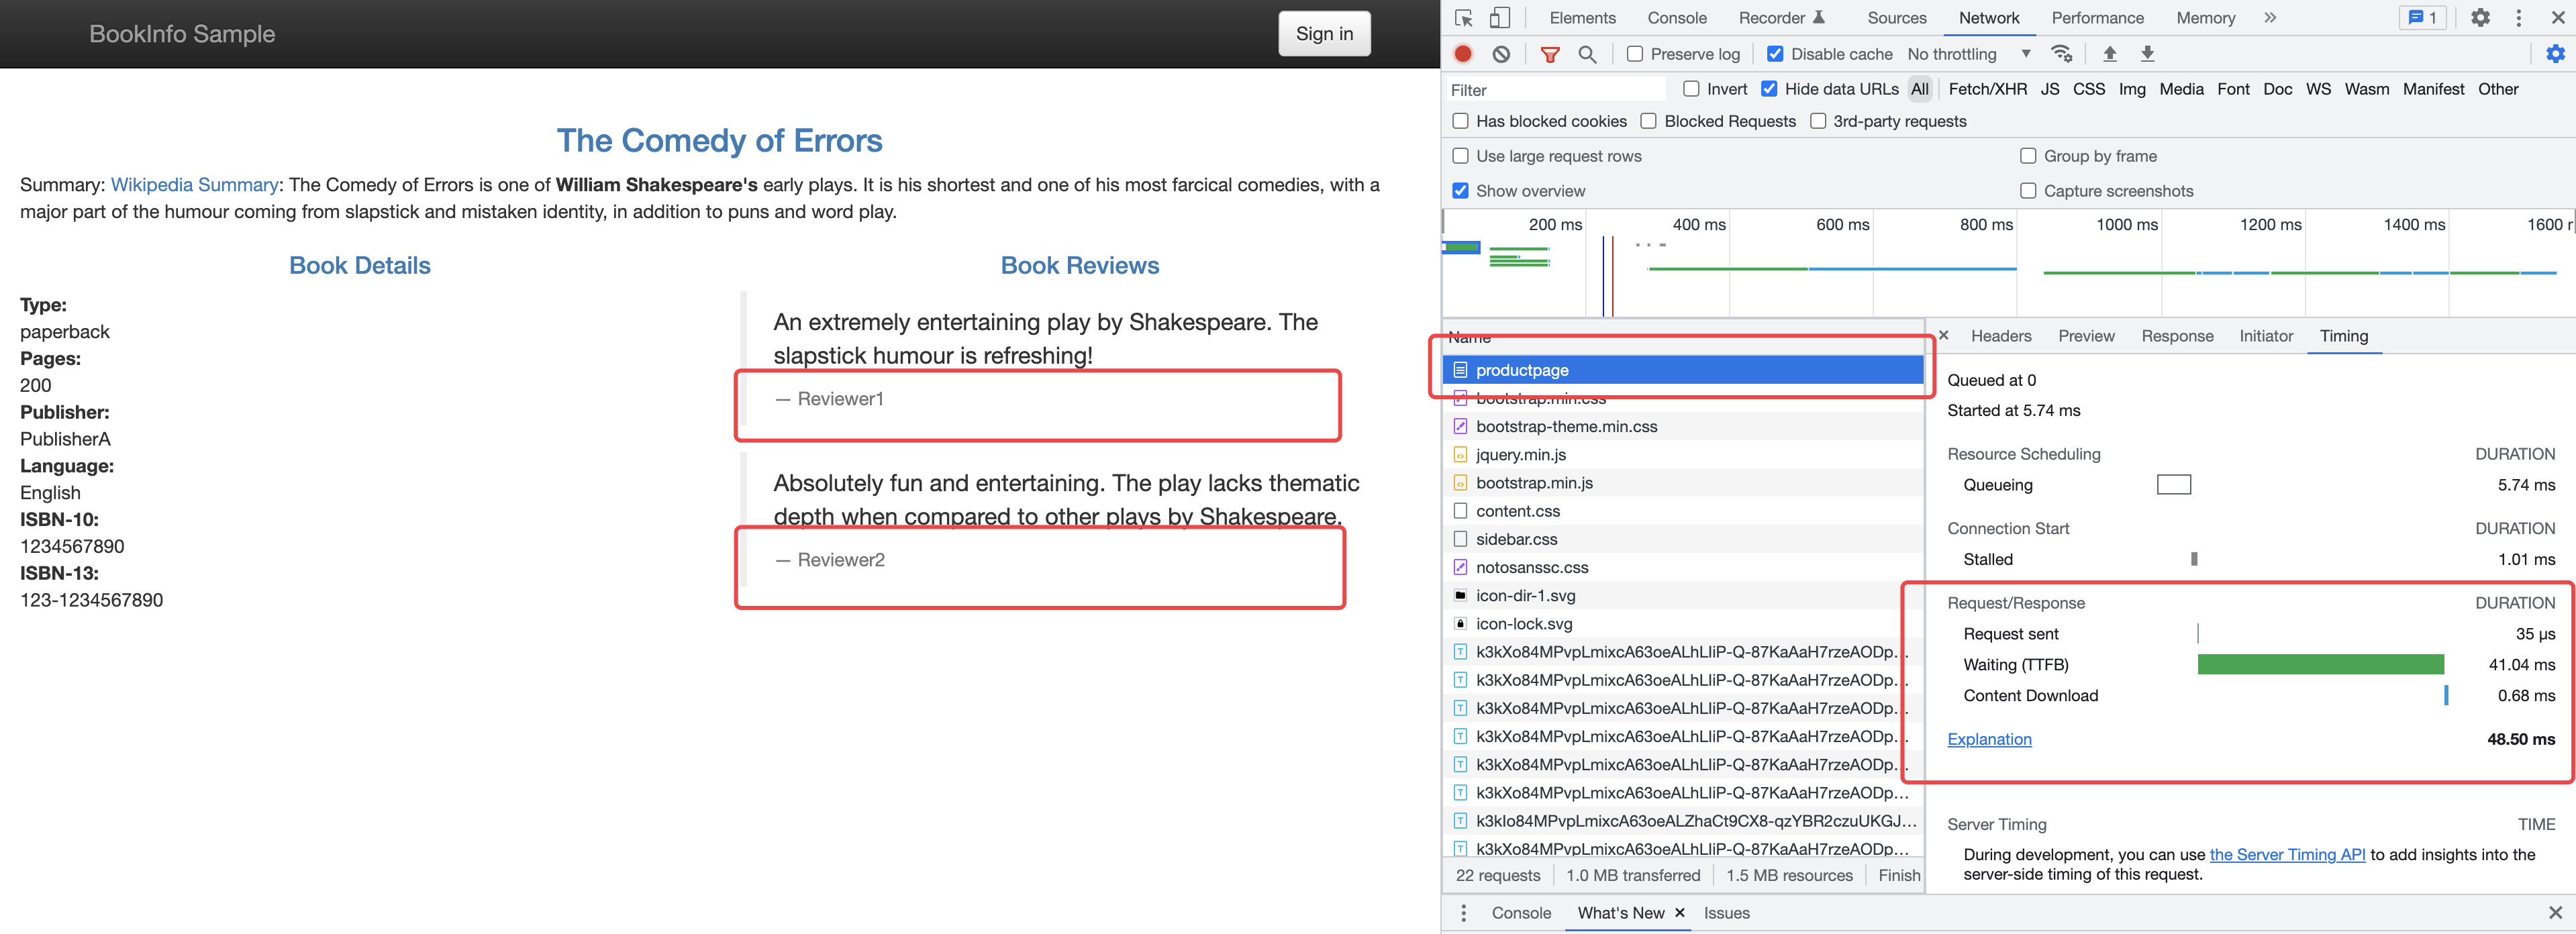 BookInfo Sample
Sign in
The Comedy of Errors
Summary: Wikipedia Summary: The Comedy of Errors is one of William Shakespeare's early plays. It is his shortest and one of his most farcical comedies, with a
major part of the humour coming from slapstick and mistaken identity, in addition to puns and word play.
Book Details
Type:
paperback
Pages:
200
Publisher:
PublisherA
Language:
English
ISBN-10:
1234567890
ISBN-13:
123-1234567890
Book Reviews
An extremely entertaining play by Shakespeare. The
slapstick humour is refreshing!
— Reviewer1
Absolutely fun and entertaining. The play lacks thematic
depth when compared to other plays by Shakespeare.
— Reviewer2
Elements Console Recorder Sources Network Performance Memory 1
Preserve log Disable cache No throttling
Filter Invert Hide data URLs All Fetch/XHR JS CSS Img Media Font Doc WS Wasm Manifest Other
Has blocked cookies Blocked Requests 3rd-party requests
Use large request rows Group by frame
Show overview Capture screenshots
200 ms 400 ms 600 ms 800 ms 1000 ms 1200 ms 1400 ms 1600 r
Name
productpage
bootstrap.min.css
bootstrap-theme.min.css
jquery.min.js
bootstrap.min.js
content.css
sidebar.css
notosanssc.css
icon-dir-1.svg
icon-lock.svg
k3kXo84MPvpLmixcA63oeALhLIiP-Q-87KaAaH7rzeAODp...
k3kXo84MPvpLmixcA63oeALhLIiP-Q-87KaAaH7rzeAODp...
k3kXo84MPvpLmixcA63oeALhLIiP-Q-87KaAaH7rzeAODp...
k3kXo84MPvpLmixcA63oeALhLIiP-Q-87KaAaH7rzeAODp...
k3kXo84MPvpLmixcA63oeALhLIiP-Q-87KaAaH7rzeAODp...
k3kXo84MPvpLmixcA63oeALhLIiP-Q-87KaAaH7rzeAODp...
k3kIo84MPvpLmixcA63oeALZhaCt9CX8-qzYBR2czuUKGJ...
k3kXo84MPvpLmixcA63oeALhLIiP-Q-87KaAaH7rzeAODp...
22 requests 1.0 MB transferred 1.5 MB resources Finish
Headers Preview Response Initiator Timing
Queued at 0
Started at 5.74 ms
Resource Scheduling DURATION
Queueing 5.74 ms
Connection Start DURATION
Stalled 1.01 ms
Request/Response DURATION
Request sent 35 µs
Waiting (TTFB) 41.04 ms
Content Download 0.68 ms
Explanation 48.50 ms
Server Timing TIME
During development, you can use the Server Timing API to add insights into the
server-side timing of this request.
Console What's New Issues